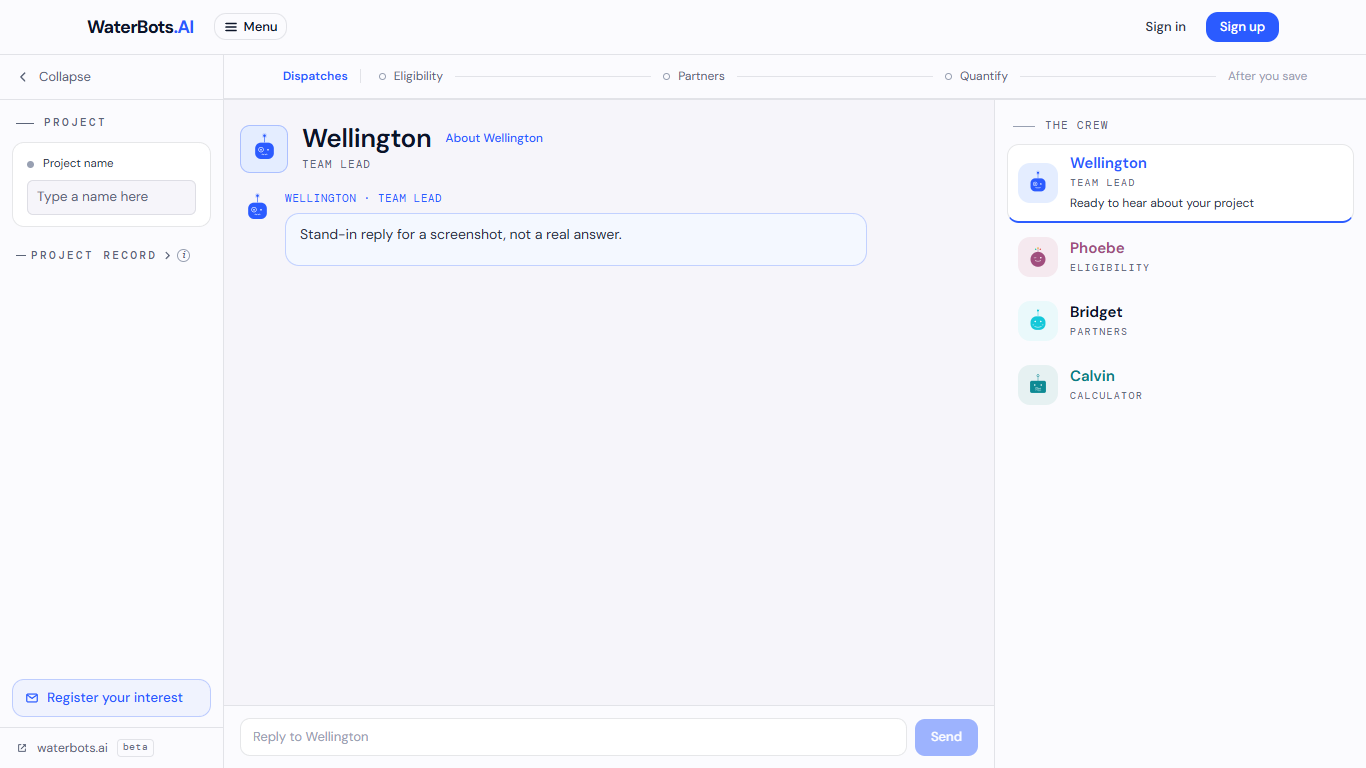 WaterBots.AI
Menu
Sign in
Sign up
Collapse
Dispatches
Eligibility
Partners
Quantify
After you save
PROJECT
Project name
Type a name here
PROJECT RECORD
i
Register your interest
waterbots.ai
beta
Wellington
About Wellington
TEAM LEAD
WELLINGTON · TEAM LEAD
Stand-in reply for a screenshot, not a real answer.
Reply to Wellington
Send
THE CREW
Wellington
TEAM LEAD
Ready to hear about your project
Phoebe
ELIGIBILITY
Bridget
PARTNERS
Calvin
CALCULATOR